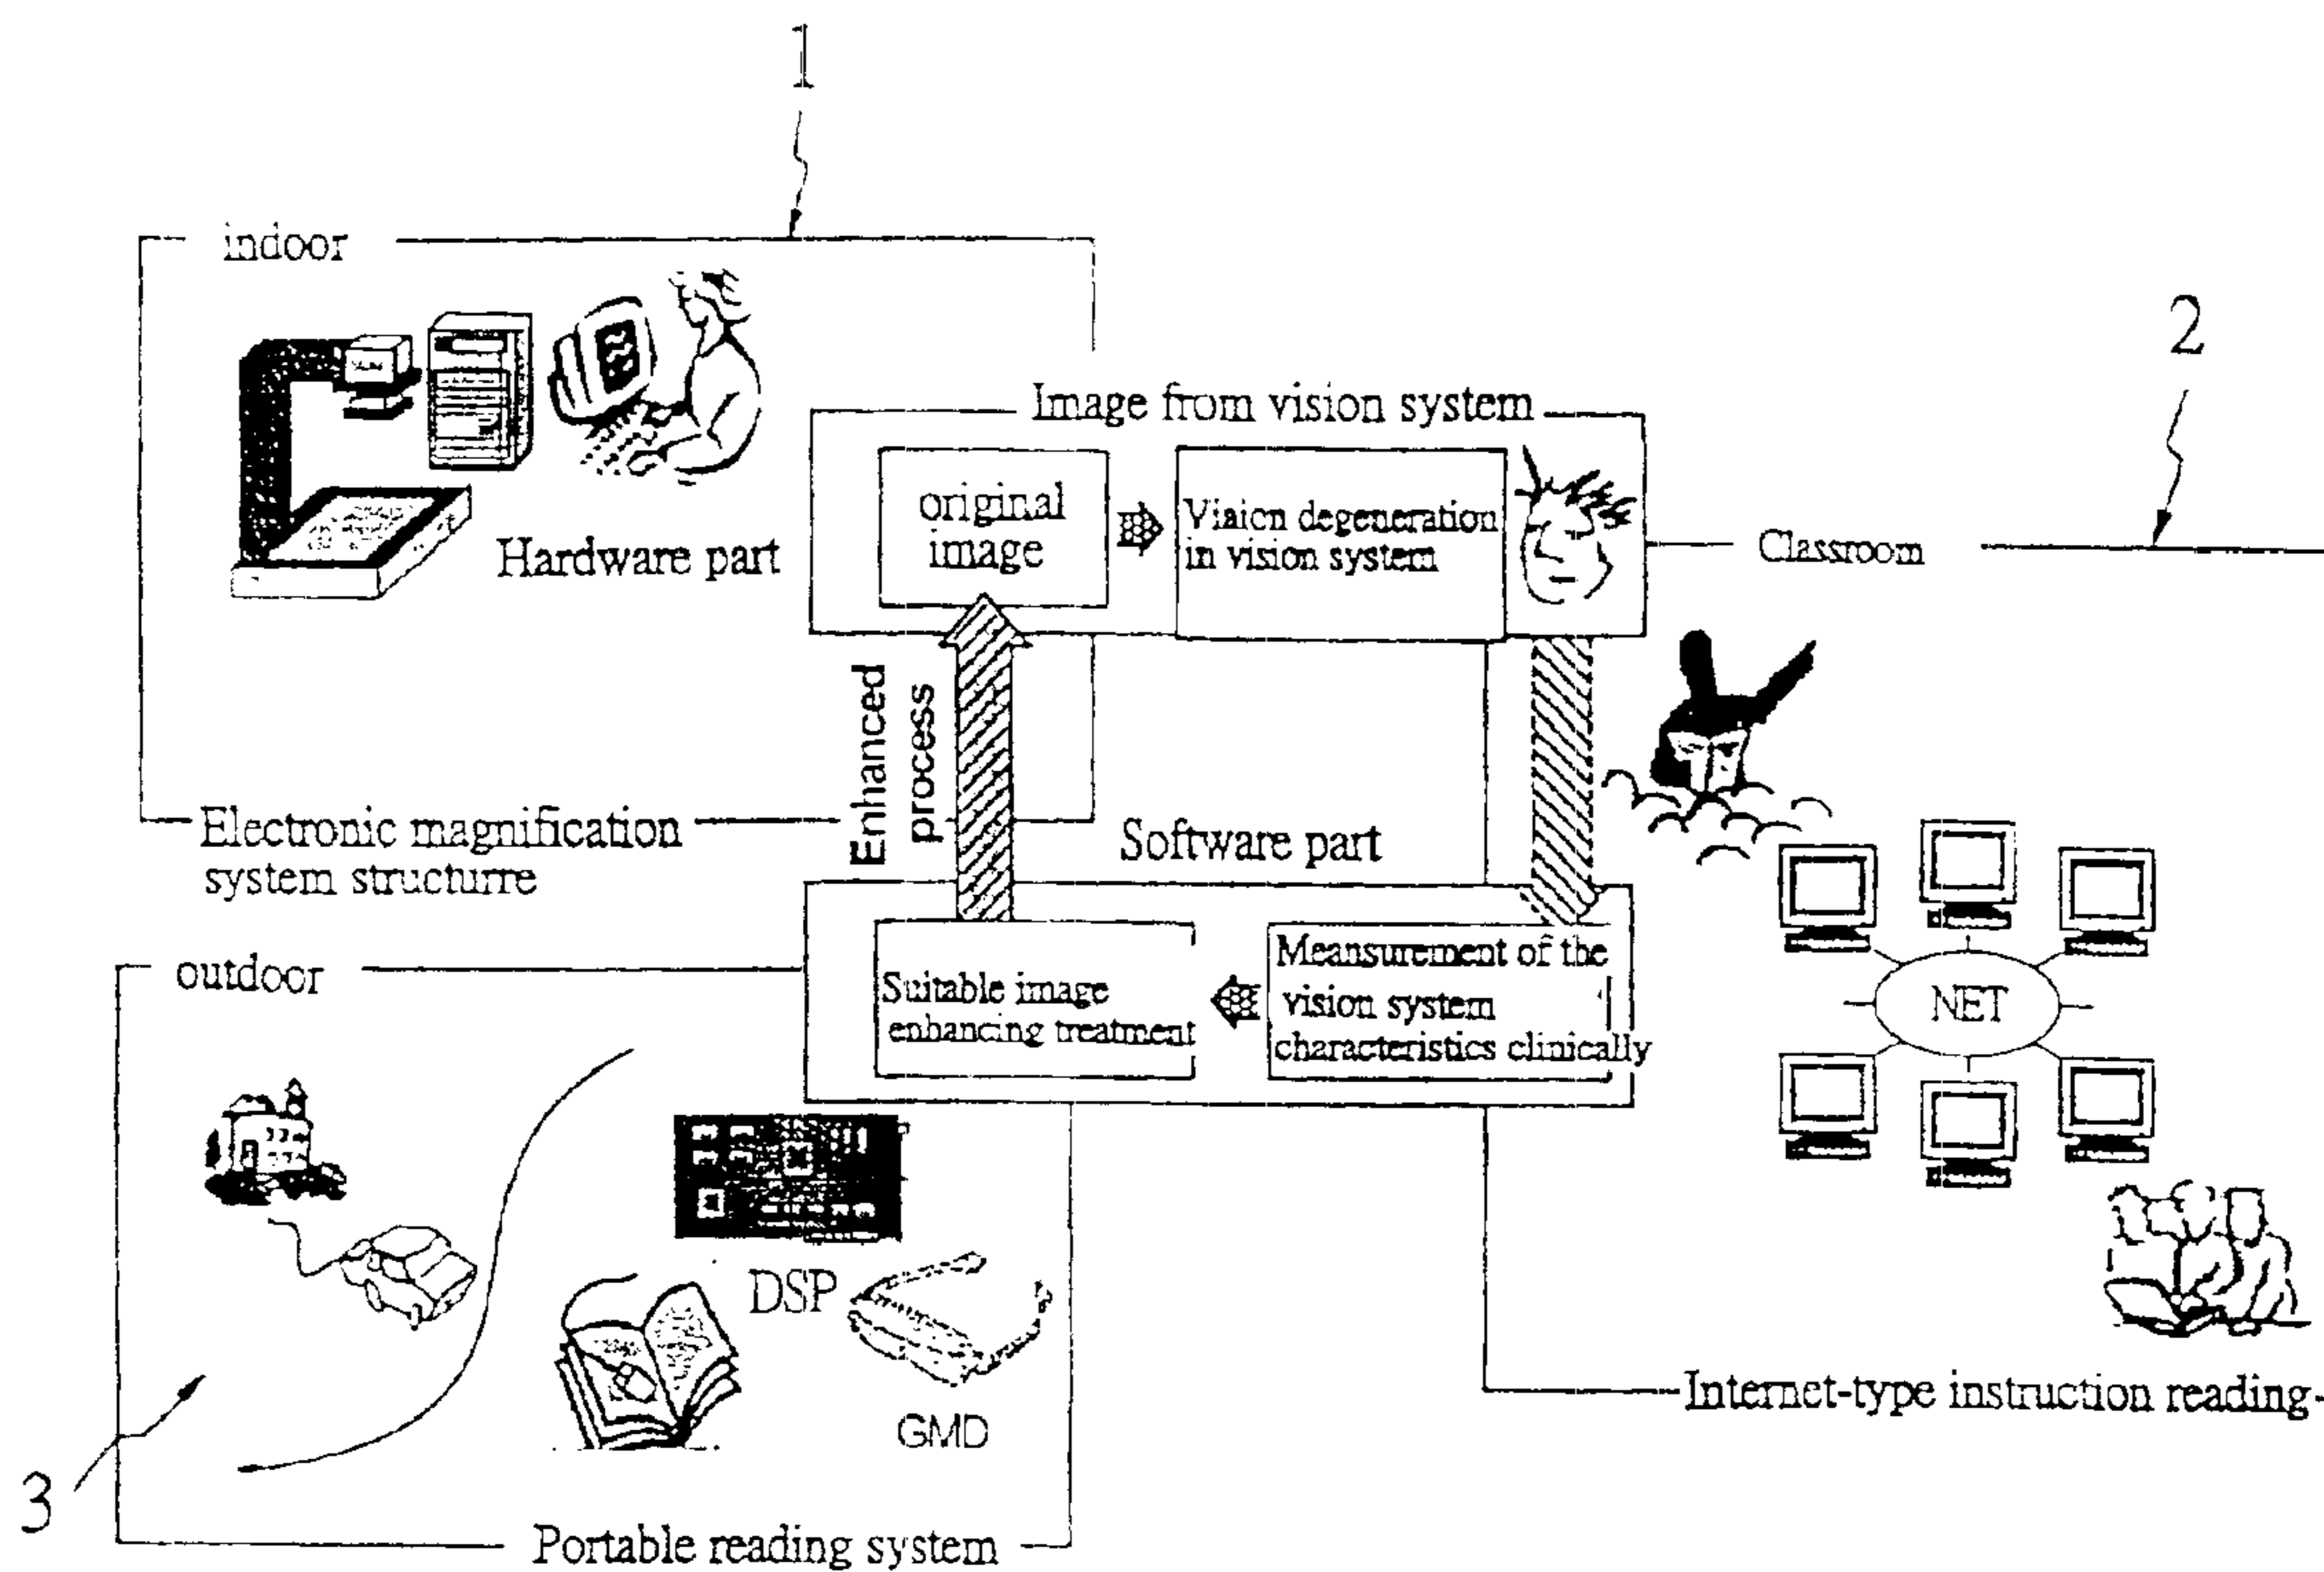 1
indoor
2
Image from vision system
original
image
Viaion degeneration
in vision system
Classroom
Hardware part
Enhanced
process
Electronic magnification
system structurre
Software part
outdoor
Suitable image
enhancing treatment
Meansurement of the
vision system
characteristics clinically
NET
DSP
GMD
3
Internet-type instruction reading-
Portable reading system